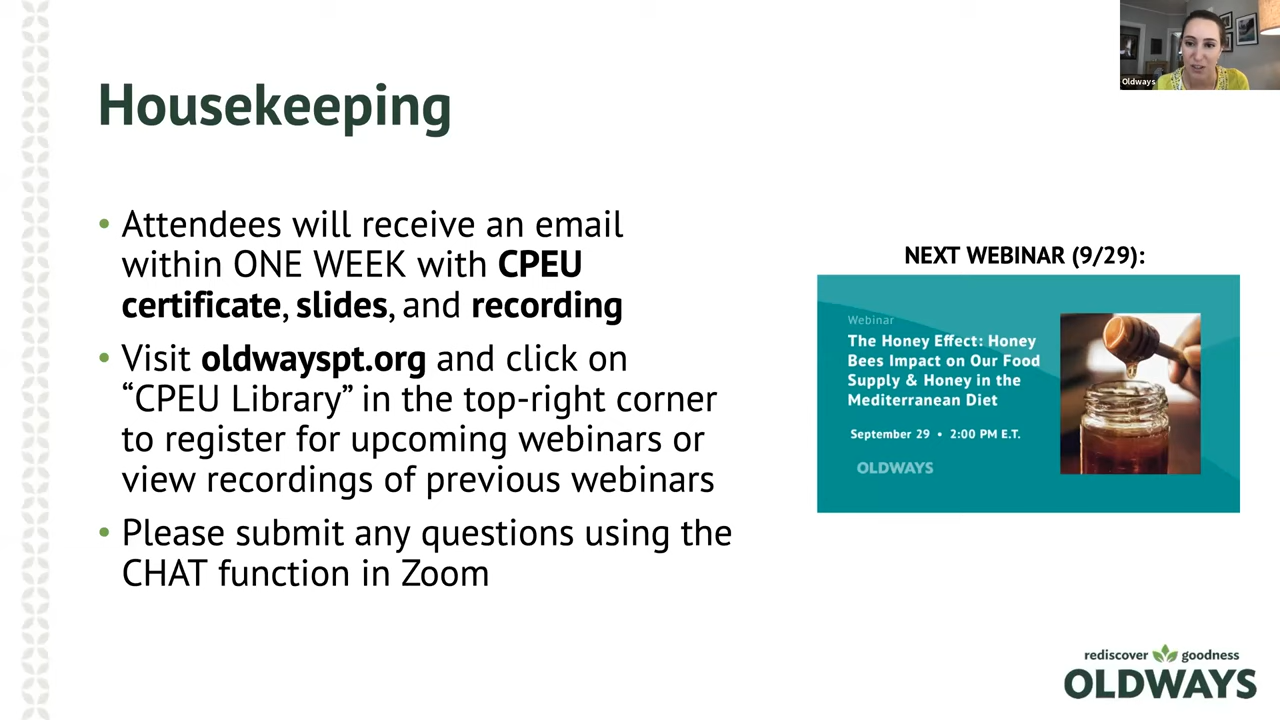 Housekeeping
• Attendees will receive an email
within ONE WEEK with CPEU
certificate, slides, and recording
• Visit oldwayspt.org and click on
“CPEU Library” in the top-right corner
to register for upcoming webinars or
view recordings of previous webinars
• Please submit any questions using the
CHAT function in Zoom
Oldways
NEXT WEBINAR (9/29):
Webinar
The Honey Effect: Honey
Bees Impact on Our Food
Supply & Honey in the
Mediterranean Diet
September 29 • 2:00 PM E.T.
OLDWAYS
rediscover goodness
OLDWAYS